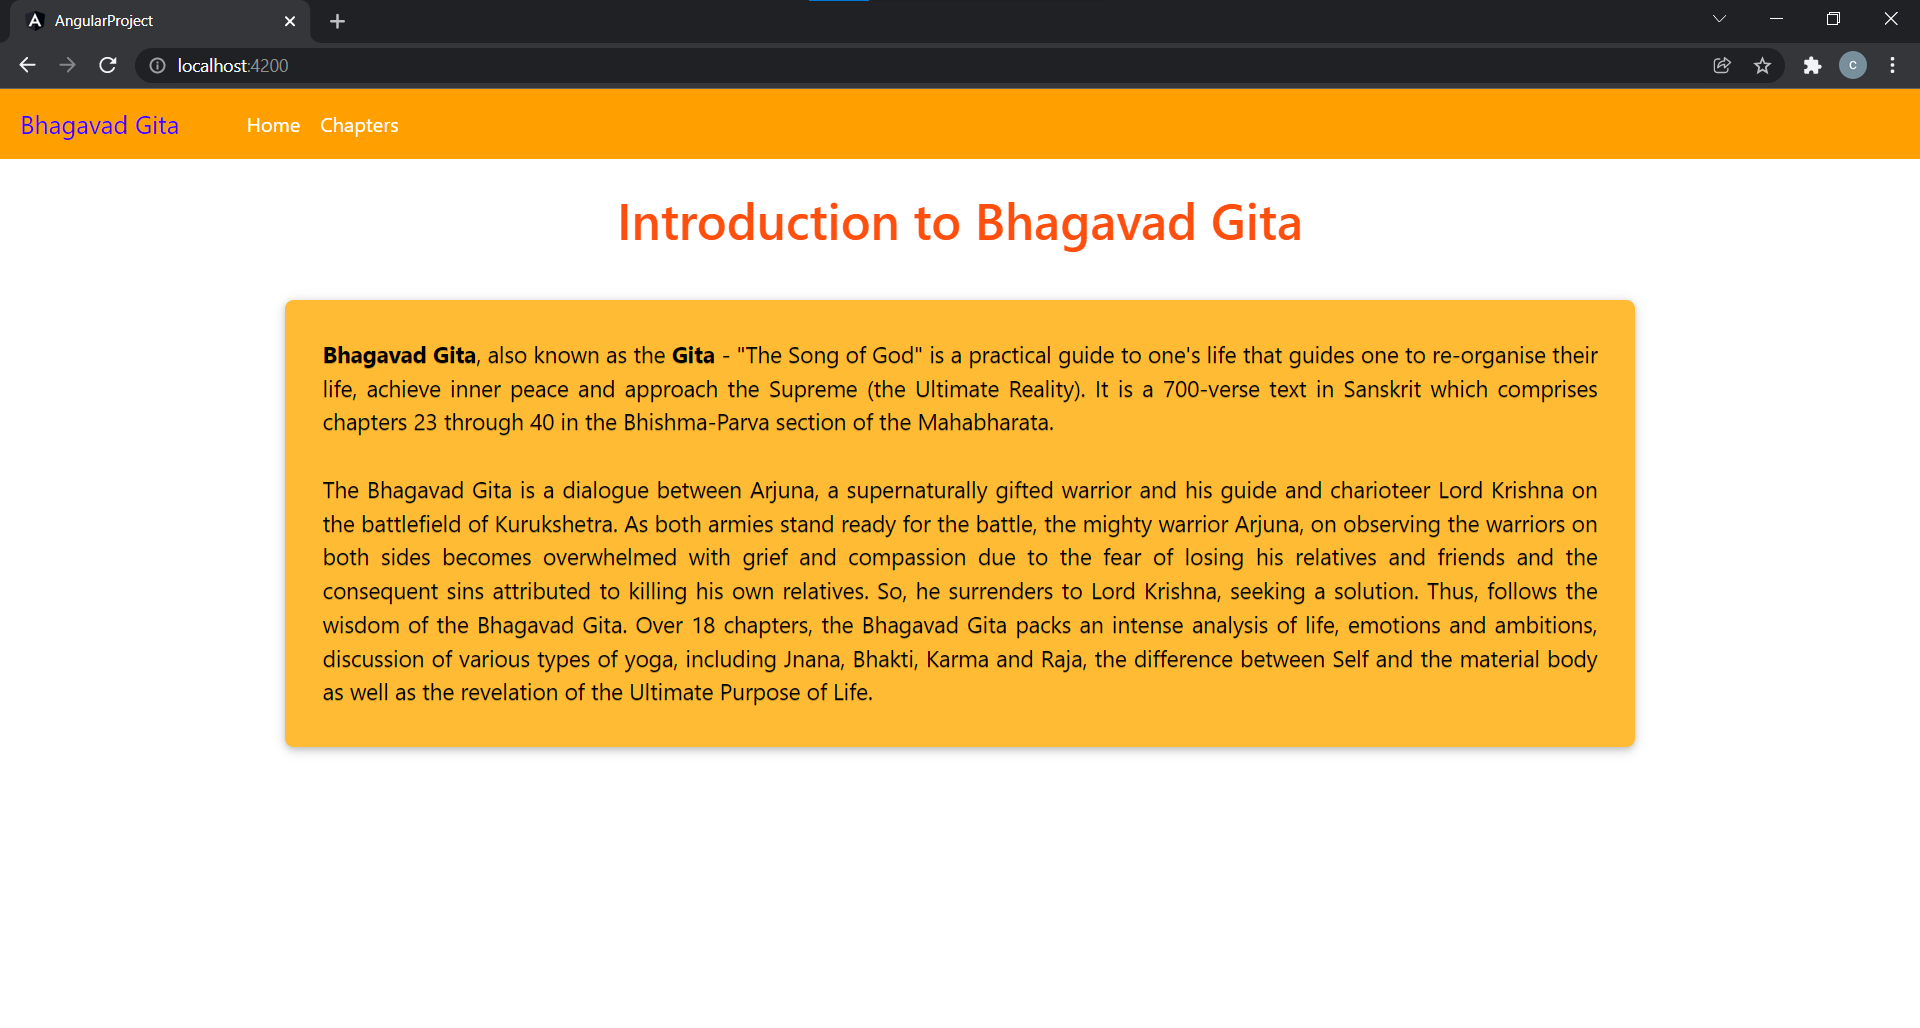 AngularProject
localhost:4200
C
Bhagavad Gita Home Chapters
Introduction to Bhagavad Gita
Bhagavad Gita, also known as the Gita - "The Song of God" is a practical guide to one's life that guides one to re-organise their
life, achieve inner peace and approach the Supreme (the Ultimate Reality). It is a 700-verse text in Sanskrit which comprises
chapters 23 through 40 in the Bhishma-Parva section of the Mahabharata.
The Bhagavad Gita is a dialogue between Arjuna, a supernaturally gifted warrior and his guide and charioteer Lord Krishna on
the battlefield of Kurukshetra. As both armies stand ready for the battle, the mighty warrior Arjuna, on observing the warriors on
both sides becomes overwhelmed with grief and compassion due to the fear of losing his relatives and friends and the
consequent sins attributed to killing his own relatives. So, he surrenders to Lord Krishna, seeking a solution. Thus, follows the
wisdom of the Bhagavad Gita. Over 18 chapters, the Bhagavad Gita packs an intense analysis of life, emotions and ambitions,
discussion of various types of yoga, including Jnana, Bhakti, Karma and Raja, the difference between Self and the material body
as well as the revelation of the Ultimate Purpose of Life.